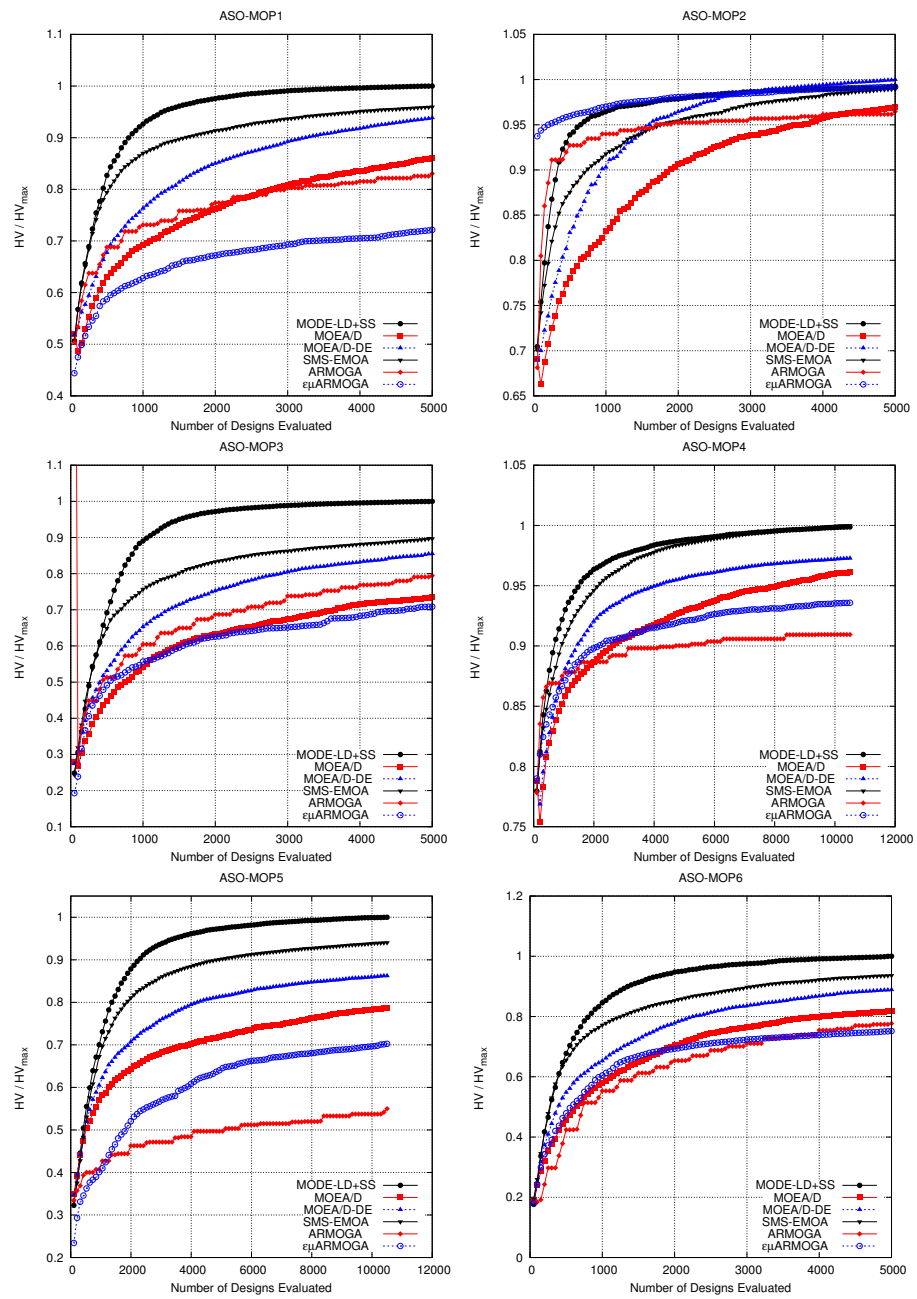 ASO-MOP1
1.1
1
0.9
0.8
0.7
0.6
0.5
0.4
HV / HVmax
0 1000 2000 3000 4000 5000
Number of Designs Evaluated
MODE-LD+SS
MOEA/D
MOEA/D-DE
SMS-EMOA
ARMOGA
εμARMOGA
ASO-MOP2
1.05
1
0.95
0.9
0.85
0.8
0.75
0.7
0.65
0 1000 2000 3000 4000 5000
Number of Designs Evaluated
MODE-LD+SS
MOEA/D
MOEA/D-DE
SMS-EMOA
ARMOGA
εμARMOGA
ASO-MOP3
1.1
1
0.9
0.8
0.7
0.6
0.5
0.4
0.3
0.2
0.1
HV / HVmax
0 1000 2000 3000 4000 5000
Number of Designs Evaluated
MODE-LD+SS
MOEA/D
MOEA/D-DE
SMS-EMOA
ARMOGA
εμARMOGA
ASO-MOP4
1.05
1
0.95
0.9
0.85
0.8
0.75
0 2000 4000 6000 8000 10000 12000
Number of Designs Evaluated
MODE-LD+SS
MOEA/D
MOEA/D-DE
SMS-EMOA
ARMOGA
εμARMOGA
ASO-MOP5
1
0.9
0.8
0.7
0.6
0.5
0.4
0.3
0.2
HV / HVmax
0 2000 4000 6000 8000 10000 12000
Number of Designs Evaluated
MODE-LD+SS
MOEA/D
MOEA/D-DE
SMS-EMOA
ARMOGA
εμARMOGA
ASO-MOP6
1.2
1
0.8
0.6
0.4
0.2
0
0 1000 2000 3000 4000 5000
Number of Designs Evaluated
MODE-LD+SS
MOEA/D
MOEA/D-DE
SMS-EMOA
ARMOGA
εμARMOGA